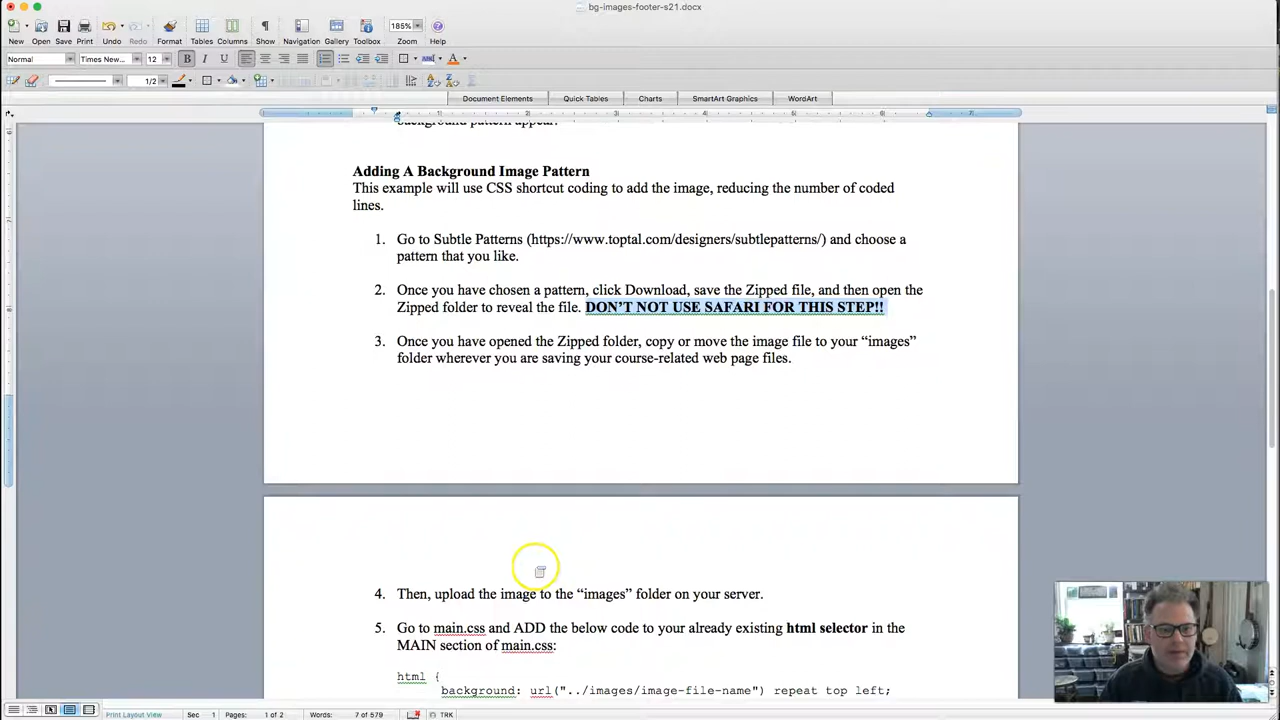 bg-images-footer-s21.docx
New Open Save Print Undo Redo Format Tables Columns Show Navigation Gallery Toolbox Zoom Help
185%
Normal Times New... 12 B I U
1/2
Document Elements Quick Tables Charts SmartArt Graphics WordArt
background pattern appear.
Adding A Background Image Pattern
This example will use CSS shortcut coding to add the image, reducing the number of coded
lines.
1. Go to Subtle Patterns (https://www.toptal.com/designers/subtlepatterns/) and choose a
pattern that you like.
2. Once you have chosen a pattern, click Download, save the Zipped file, and then open the
Zipped folder to reveal the file. DON’T NOT USE SAFARI FOR THIS STEP!!
3. Once you have opened the Zipped folder, copy or move the image file to your “images”
folder wherever you are saving your course-related web page files.
4. Then, upload the image to the “images” folder on your server.
5. Go to main.css and ADD the below code to your already existing html selector in the
MAIN section of main.css:
html {
background: url("../images/image-file-name") repeat top left;
Print Layout View Sec 1 Pages: 1 of 2 Words: 7 of 579 TRK